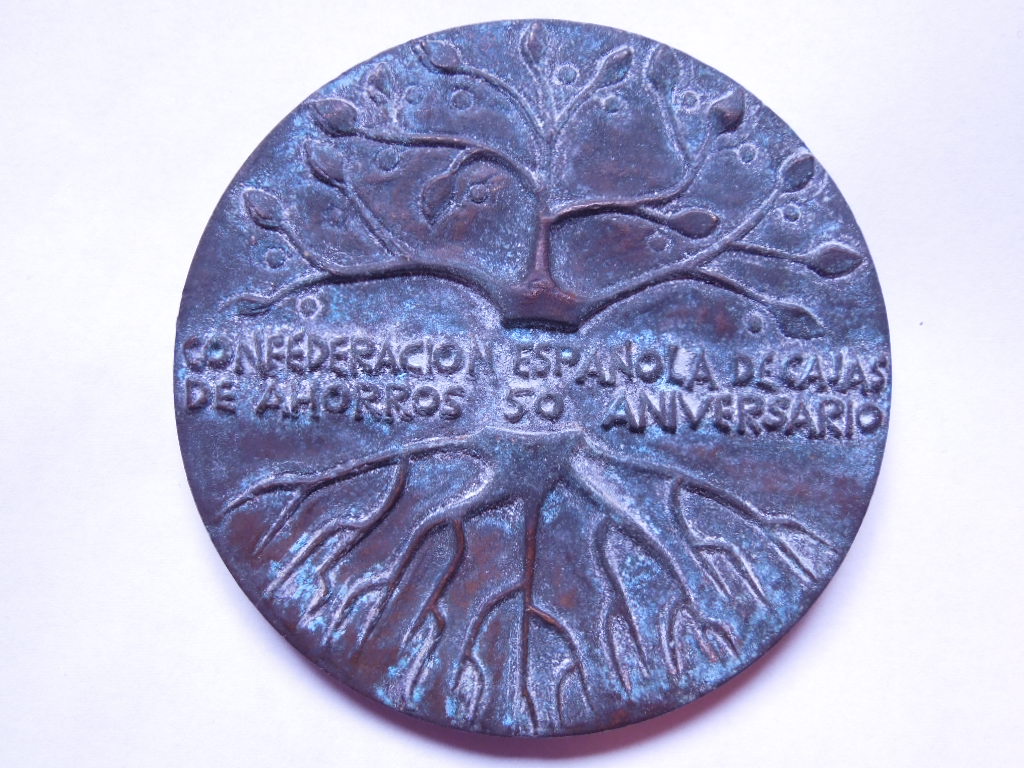 CONFEDERACION ESPAÑOLA DE CAJAS
DE AHORROS 50 ANIVERSARIO